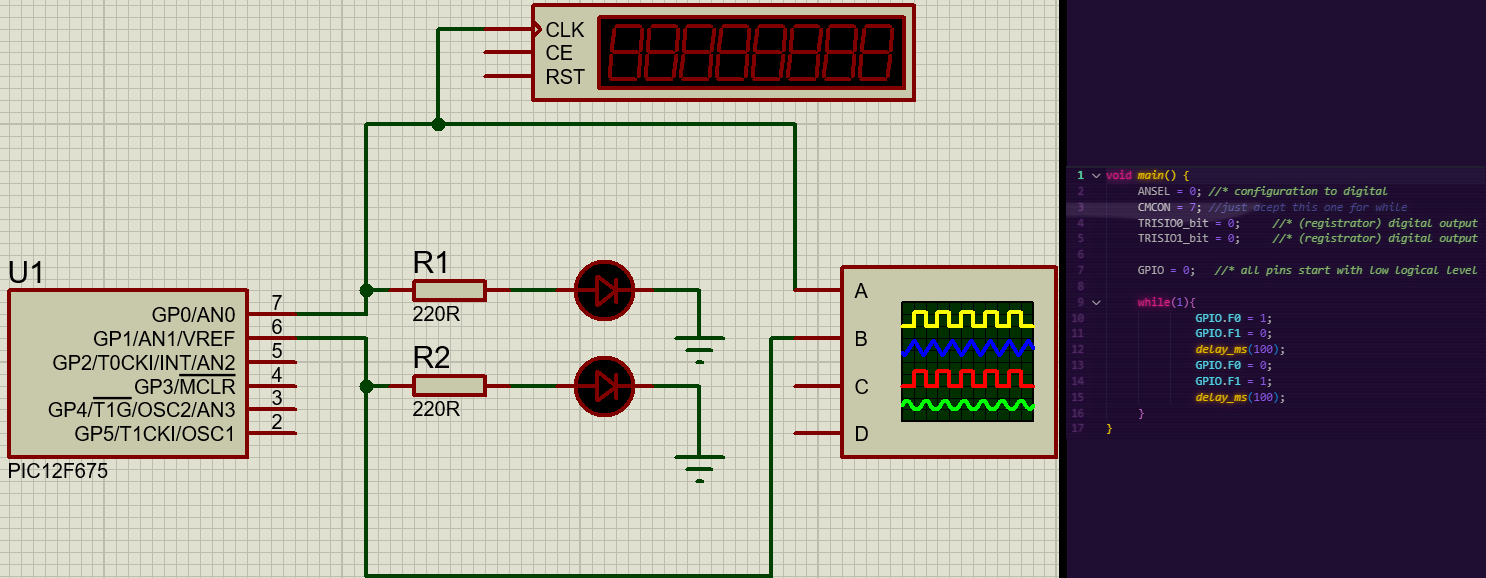 CLK
CE
RST
U1
GP0/AN0 7
GP1/AN1/VREF 6
GP2/T0CKI/INT/AN2 5
GP3/MCLR 4
GP4/T1G/OSC2/AN3 3
GP5/T1CKI/OSC1 2
PIC12F675
R1
220R
R2
220R
A
B
C
D
1 void main() {
2 ANSEL = 0; //* configuration to digital
3 CMCON = 7; //just acept this one for while
4 TRISIO0_bit = 0; //* (registrator) digital output
5 TRISIO1_bit = 0; //* (registrator) digital output
6
7 GPIO = 0; //* all pins start with low logical level
8
9 while(1){
10 GPIO.F0 = 1;
11 GPIO.F1 = 0;
12 delay_ms(100);
13 GPIO.F0 = 0;
14 GPIO.F1 = 1;
15 delay_ms(100);
16 }
17 }